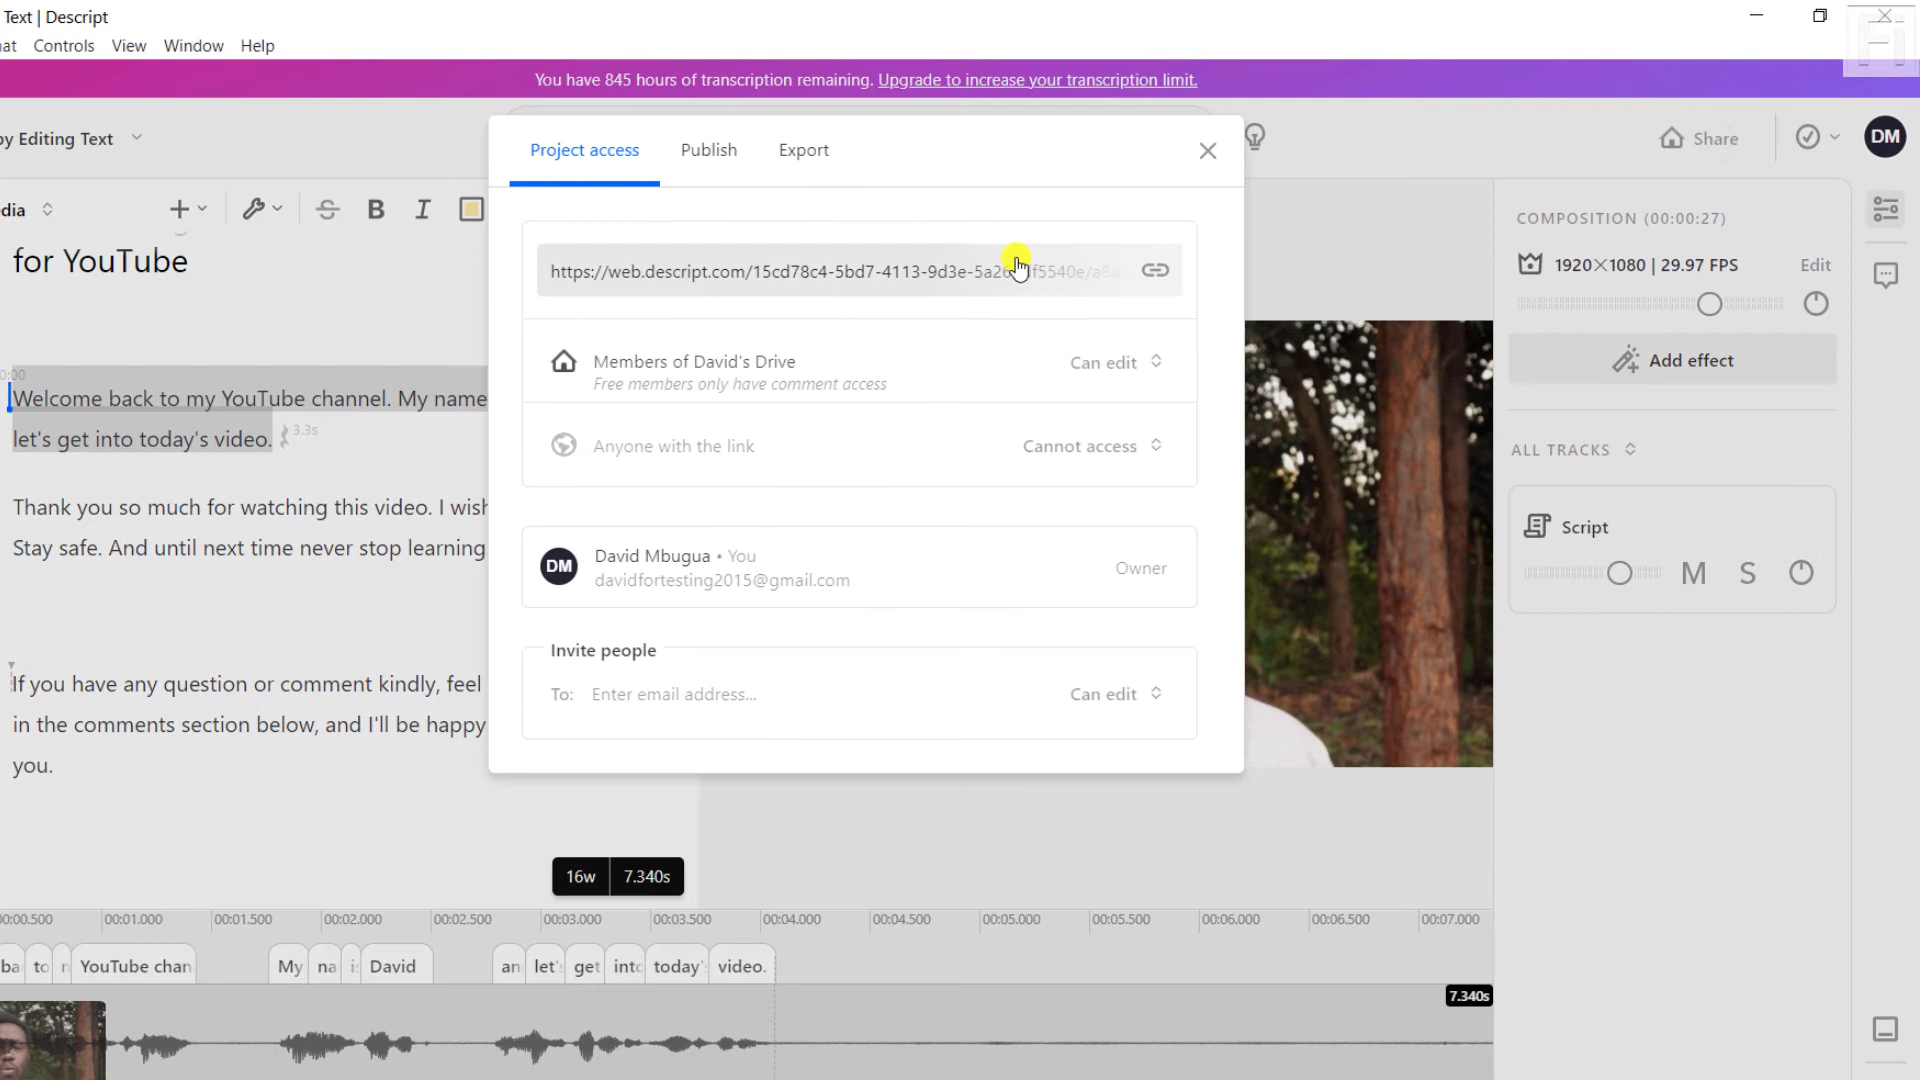 Text | Descript
Controls View Window Help
You have 845 hours of transcription remaining. Upgrade to increase your transcription limit.
by Editing Text
Project access Publish Export
Share
DM
B I
for YouTube
https://web.descript.com/15cd78c4-5bd7-4113-9d3e-
Members of David's Drive
Can edit
Free members only have comment access
Anyone with the link
Cannot access
DM
David Mbugua • You
davidfortesting2015@gmail.com
Owner
Invite people
To: Enter email address...
Can edit
Welcome back to my YouTube channel. My name
let's get into today's video.
3.3s
Thank you so much for watching this video. I wish
Stay safe. And until next time never stop learning
If you have any question or comment kindly, feel
in the comments section below, and I'll be happy
you.
COMPOSITION (00:00:27)
1920×1080 | 29.97 FPS
Edit
Add effect
ALL TRACKS
Script
M S
16w 7.340s
00:00.500 00:01.000 00:01.500 00:02.000 00:02.500 00:03.000 00:03.500 00:04.000 00:04.500 00:05.000 00:05.500 00:06.000 00:06.500 00:07.000
to YouTube chan My na David an let's get into today's video.
7.340s